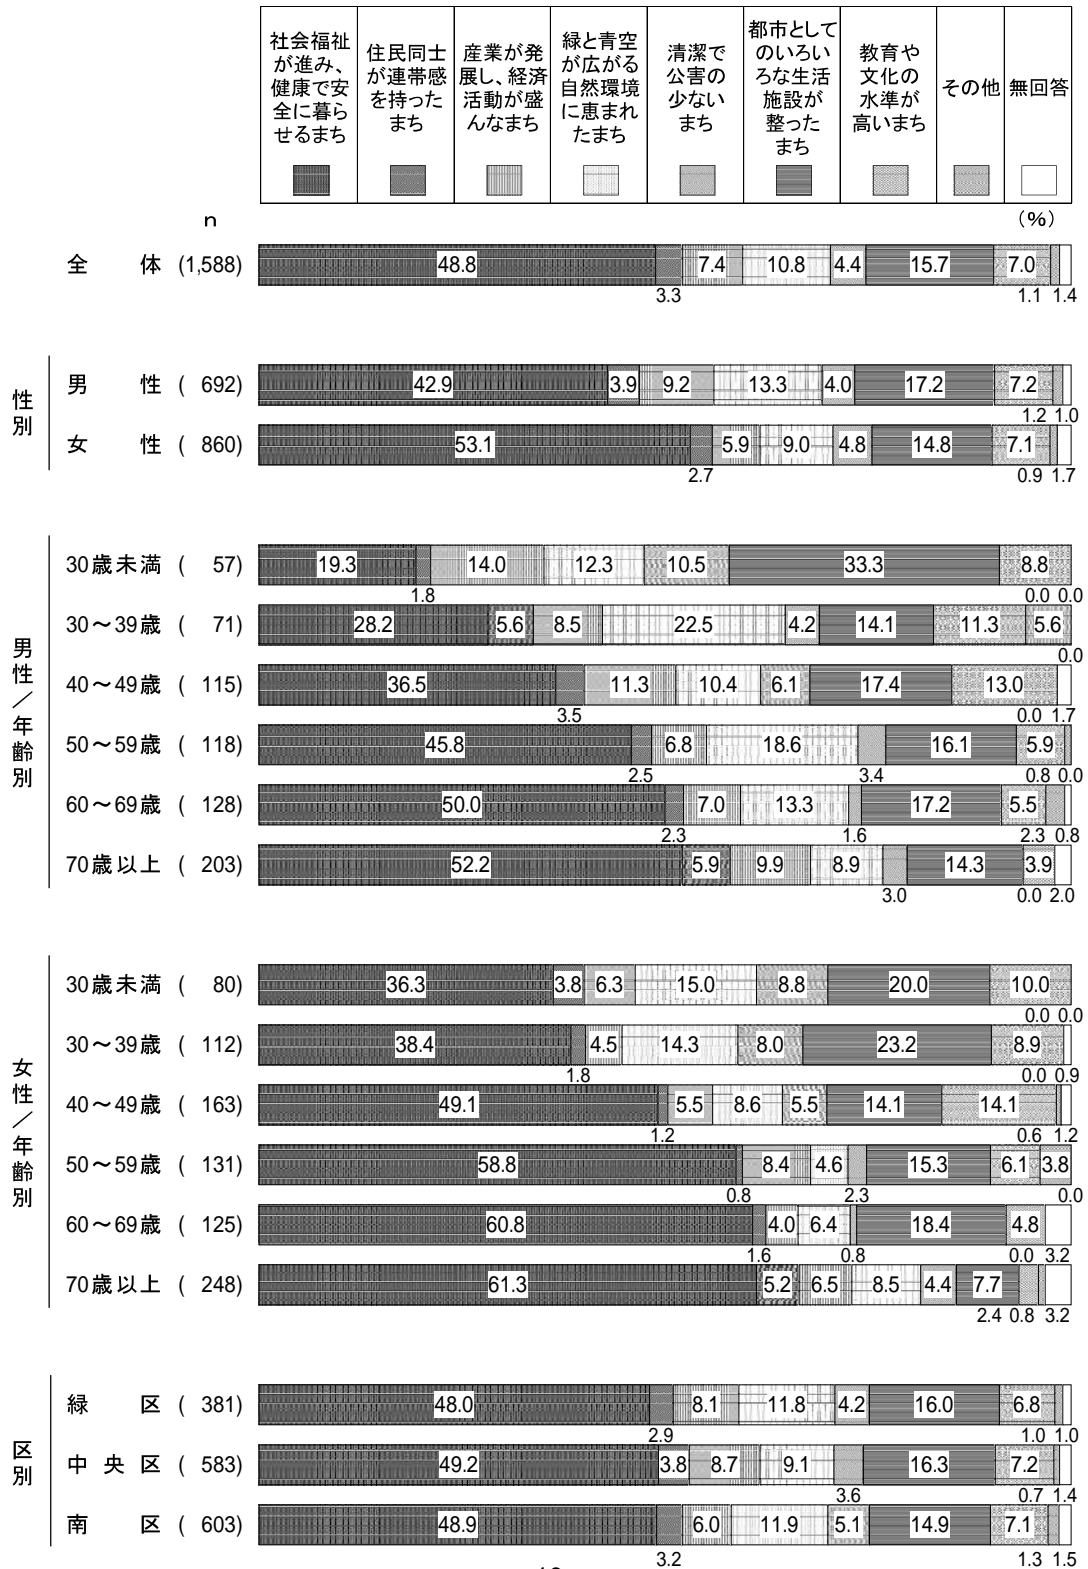 社会福祉
が進み、
健康で安
全に暮ら
せるまち
住民同士
が連帯感
を持った
まち
産業が発
展し、経済
活動が盛
んなまち
緑と青空
が広がる
自然環境
に恵まれ
たまち
清潔で
公害の
少ない
まち
都市として
のいろい
ろな生活
施設が
整った
まち
教育や
文化の
水準が
高いまち
その他
無回答
n
(%)
全体 (1,588) 48.8 7.4 10.8 4.4 15.7 7.0
3.3 1.1 1.4
性別
男性 ( 692) 42.9 3.9 9.2 13.3 4.0 17.2 7.2
1.2 1.0
女性 ( 860) 53.1 5.9 9.0 4.8 14.8 7.1
2.7 0.9 1.7
男性/年齢別
30歳未満 ( 57) 19.3 14.0 12.3 10.5 33.3 8.8
1.8 0.0 0.0
30~39歳 ( 71) 28.2 5.6 8.5 22.5 4.2 14.1 11.3 5.6
0.0
40~49歳 ( 115) 36.5 11.3 10.4 6.1 17.4 13.0
3.5 0.0 1.7
50~59歳 ( 118) 45.8 6.8 18.6 16.1 5.9
2.5 3.4 0.8 0.0
60~69歳 ( 128) 50.0 7.0 13.3 17.2 5.5
2.3 1.6 2.3 0.8
70歳以上 ( 203) 52.2 5.9 9.9 8.9 14.3 3.9
3.0 0.0 2.0
女性/年齢別
30歳未満 ( 80) 36.3 3.8 6.3 15.0 8.8 20.0 10.0
0.0 0.0
30~39歳 ( 112) 38.4 4.5 14.3 8.0 23.2 8.9
1.8 0.0 0.9
40~49歳 ( 163) 49.1 5.5 8.6 5.5 14.1 14.1
1.2 0.6 1.2
50~59歳 ( 131) 58.8 8.4 4.6 15.3 6.1 3.8
0.8 2.3 0.0
60~69歳 ( 125) 60.8 4.0 6.4 18.4 4.8
1.6 0.8 0.0 3.2
70歳以上 ( 248) 61.3 5.2 6.5 8.5 4.4 7.7
2.4 0.8 3.2
区別
緑区 ( 381) 48.0 8.1 11.8 4.2 16.0 6.8
2.9 1.0 1.0
中央区 ( 583) 49.2 3.8 8.7 9.1 16.3 7.2
3.6 0.7 1.4
南区 ( 603) 48.9 6.0 11.9 5.1 14.9 7.1
3.2 1.3 1.5